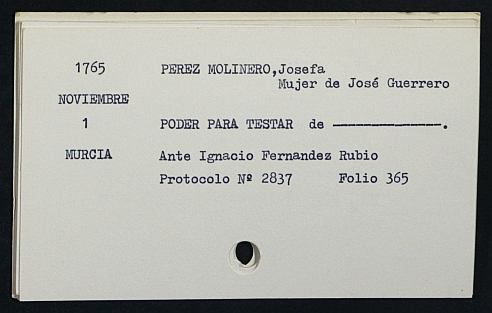 1765 PEREZ MOLINERO,Josefa
Mujer de José Guerrero
NOVIEMBRE
1 PODER PARA TESTAR de ——————————.
MURCIA Ante Ignacio Fernandez Rubio
Protocolo Nº 2837 Folio 365